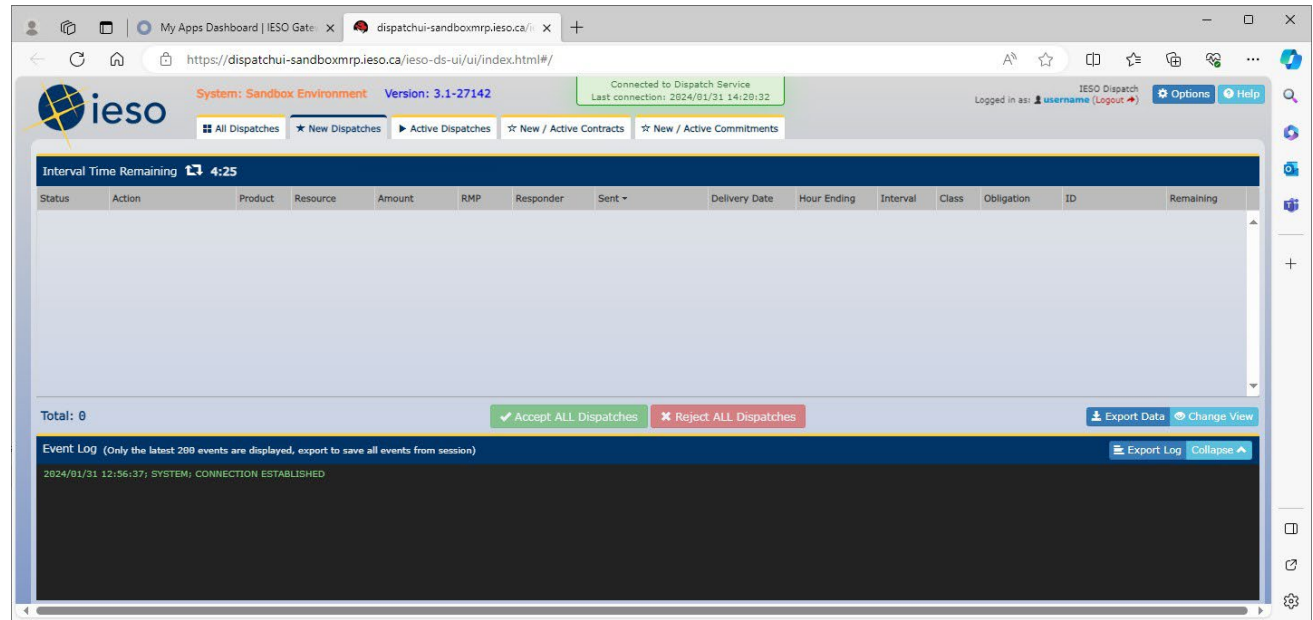 My Apps Dashboard | IESO Gate
dispatchui-sandboxmrp.ieso.ca/i
https://dispatchui-sandboxmrp.ieso.ca/ieso-ds-ui/ui/index.html#/
ieso
System: Sandbox Environment Version: 3.1-27142
Connected to Dispatch Service
Last connection: 2024/01/31 14:20:32
IESO Dispatch
Logged in as: username (Logout)
Options Help
All Dispatches New Dispatches Active Dispatches New / Active Contracts New / Active Commitments
Interval Time Remaining 4:25
Status Action Product Resource Amount RMP Responder Sent Delivery Date Hour Ending Interval Class Obligation ID Remaining
Total: 0 Accept ALL Dispatches Reject ALL Dispatches Export Data Change View
Event Log (Only the latest 200 events are displayed, export to save all events from session) Export Log Collapse
2024/01/31 12:56:37; SYSTEM; CONNECTION ESTABLISHED